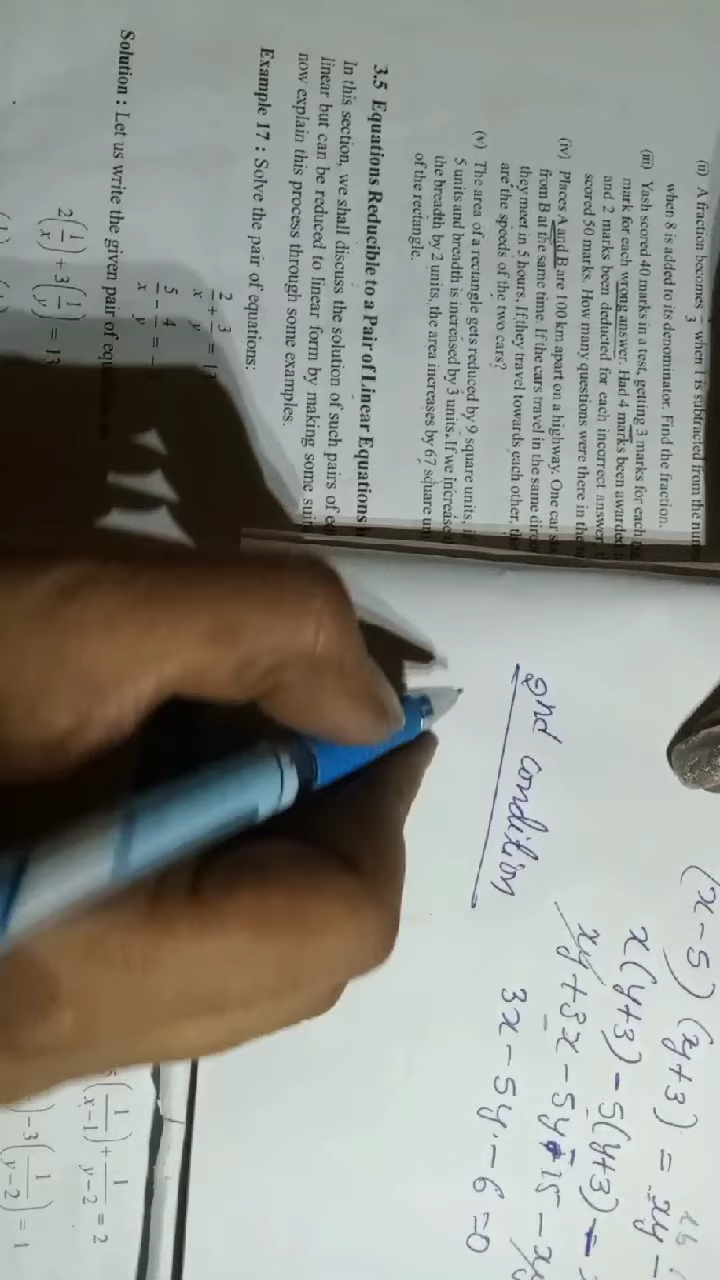 (ii) A fraction becomes when 1 is subtracted from the
when 8 is added to its denominator. Find the fraction.
(iii) Yash scored 40 marks in a test, getting 3 marks for each
mark for each wrong answer. Had 4 marks been awarded
and 2 marks been deducted for each incorrect answer
scored 50 marks. How many questions were there in the
(iv) Places A and B are 100 km apart on a highway. One car
from B at the same time. If the cars travel in the same
they meet in 5 hours. If they travel towards each other,
are the speeds of the two cars?
(v) The area of a rectangle gets reduced by 9 square units,
5 units and breadth is increased by 3 units. If we increase
the breadth by 2 units, the area increases by 67 square
of the rectangle.
3.5 Equations Reducible to a Pair of Linear Equations
In this section, we shall discuss the solution of such pairs of
linear but can be reduced to linear form by making some
now explain this process through some examples.
Example 17 : Solve the pair of equations:
2/x + 3/y = 13
5/x - 4/y =
Solution : Let us write the given pair of
2(1/x) + 3(1/y) = 13
(x-5) (y+3) = xy -
x(y+3) - 5(y+3) -
xy + 3x - 5y - 15 -
3x - 5y - 6 = 0
2nd condition
(1/x-1) + 1/y-2 = 2
- 3(1/y-2) = 1